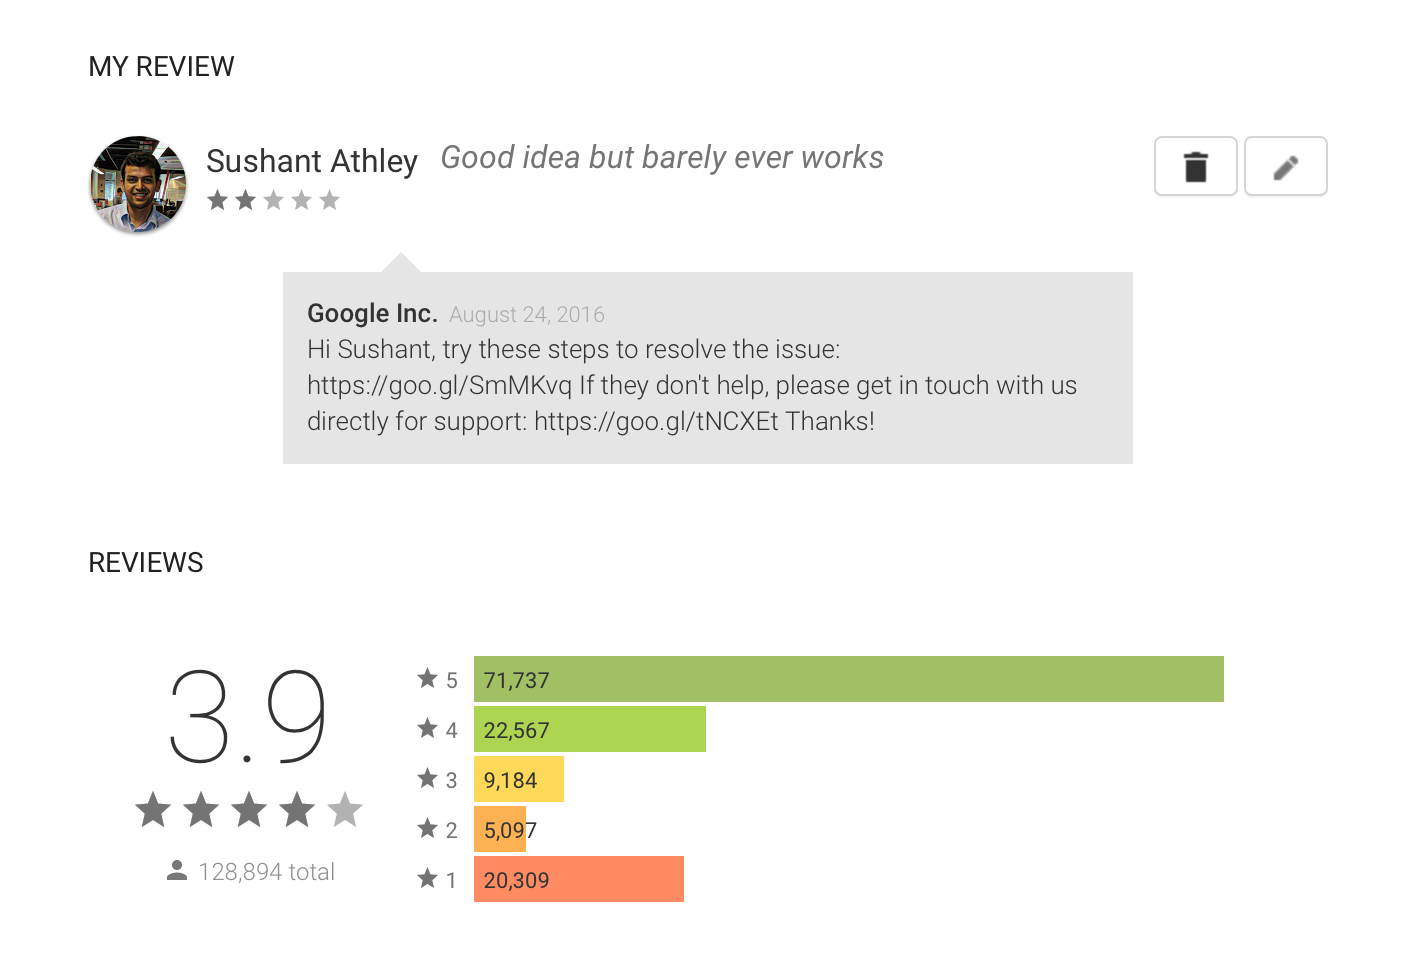 MY REVIEW
Sushant Athley Good idea but barely ever works
Google Inc. August 24, 2016
Hi Sushant, try these steps to resolve the issue:
https://goo.gl/SmMKvq If they don't help, please get in touch with us
directly for support: https://goo.gl/tNCXEt Thanks!
REVIEWS
3.9
128,894 total
5 71,737
4 22,567
3 9,184
2 5,097
1 20,309